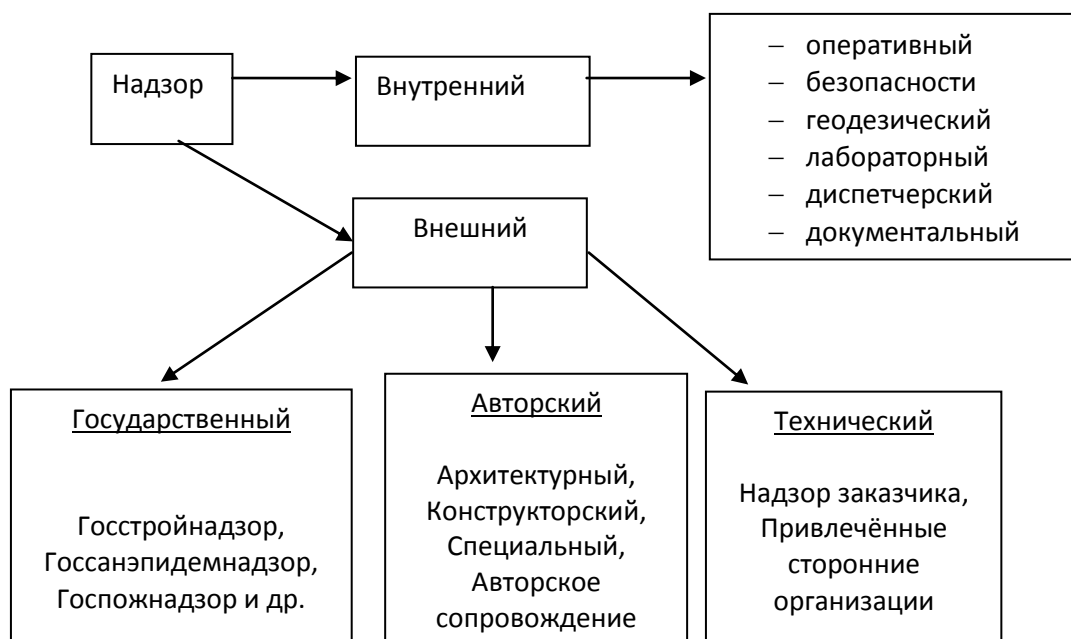 Надзор
Внутренний
– оперативный
– безопасности
– геодезический
– лабораторный
– диспетчерский
– документальный
Внешний
Государственный
Госстройнадзор,
Госсанэпидемнадзор,
Госпожнадзор и др.
Авторский
Архитектурный,
Конструкторский,
Специальный,
Авторское
сопровождение
Технический
Надзор заказчика,
Привлечённые
сторонние
организации